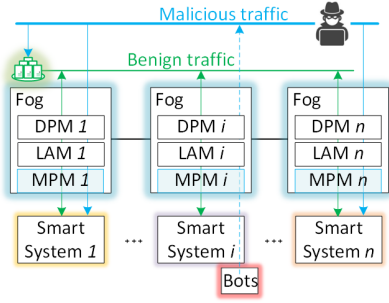 Malicious traffic
Benign traffic
Fog
DPM 1
LAM 1
MPM 1
Fog
DPM i
LAM i
MPM i
Fog
DPM n
LAM n
MPM n
Smart
System 1
...
Smart
System i
...
Smart
System n
Bots